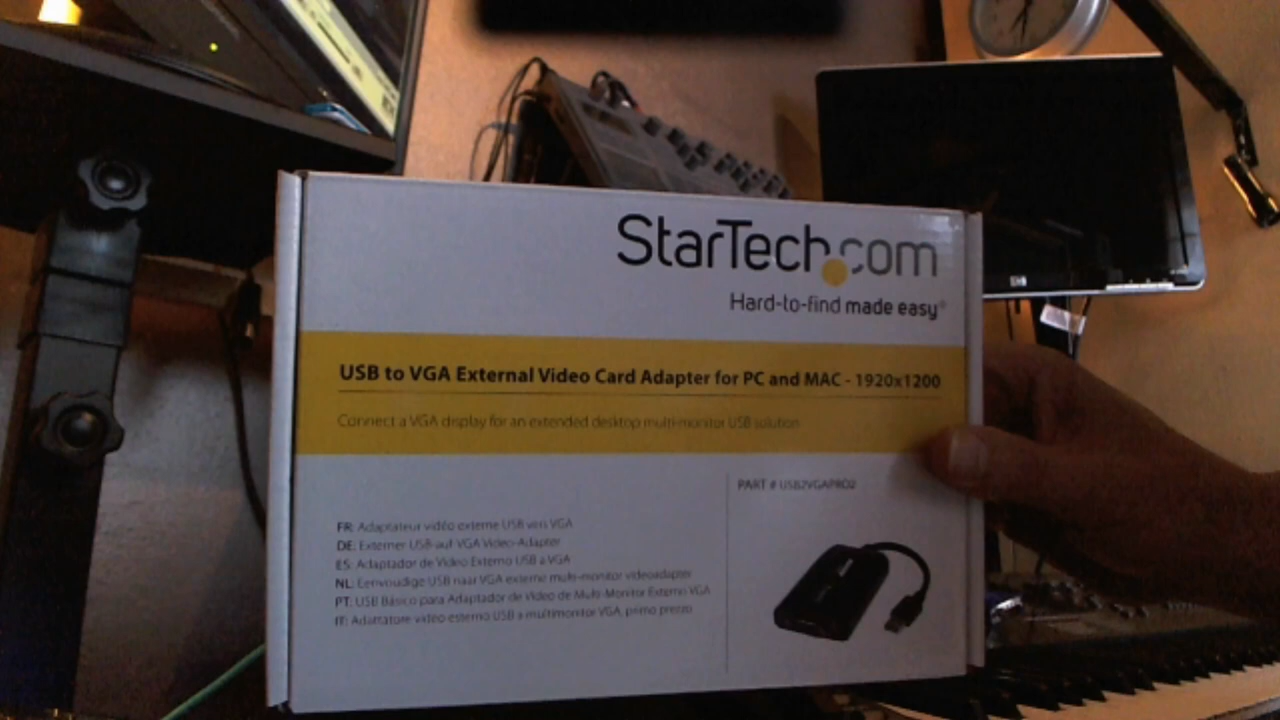 StarTech.com
Hard-to-find made easy®
USB to VGA External Video Card Adapter for PC and MAC - 1920x1200
Connect a VGA display for an extended desktop multi-monitor USB solution
PART # USB2VGAPRO2
FR: Adaptateur vidéo externe USB vers VGA
DE: Externer USB-auf-VGA Video-Adapter
ES: Adaptador de Vídeo Externo USB a VGA
NL: Eenvoudige USB naar VGA externe multi-monitor videoadapter
PT: USB Básico para Adaptador de Video de Multi-Monitor Externo VGA
IT: Adattatore video esterno USB a multimonitor VGA, primo prezzo
hp